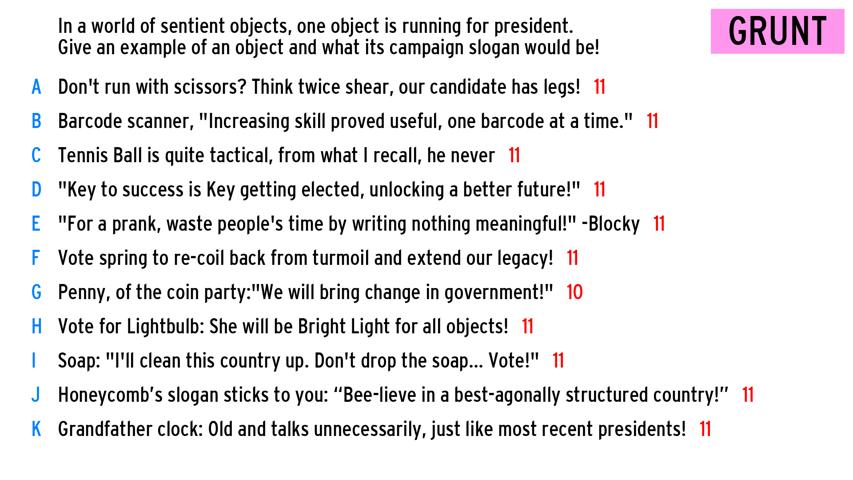 In a world of sentient objects, one object is running for president.
Give an example of an object and what its campaign slogan would be!
GRUNT
A Don't run with scissors? Think twice shear, our candidate has legs! 11
B Barcode scanner, "Increasing skill proved useful, one barcode at a time." 11
C Tennis Ball is quite tactical, from what I recall, he never 11
D "Key to success is Key getting elected, unlocking a better future!" 11
E "For a prank, waste people's time by writing nothing meaningful!" -Blocky 11
F Vote spring to re-coil back from turmoil and extend our legacy! 11
G Penny, of the coin party:"We will bring change in government!" 10
H Vote for Lightbulb: She will be Bright Light for all objects! 11
I Soap: "I'll clean this country up. Don't drop the soap... Vote!" 11
J Honeycomb’s slogan sticks to you: “Bee-lieve in a best-agonally structured country!” 11
K Grandfather clock: Old and talks unnecessarily, just like most recent presidents! 11